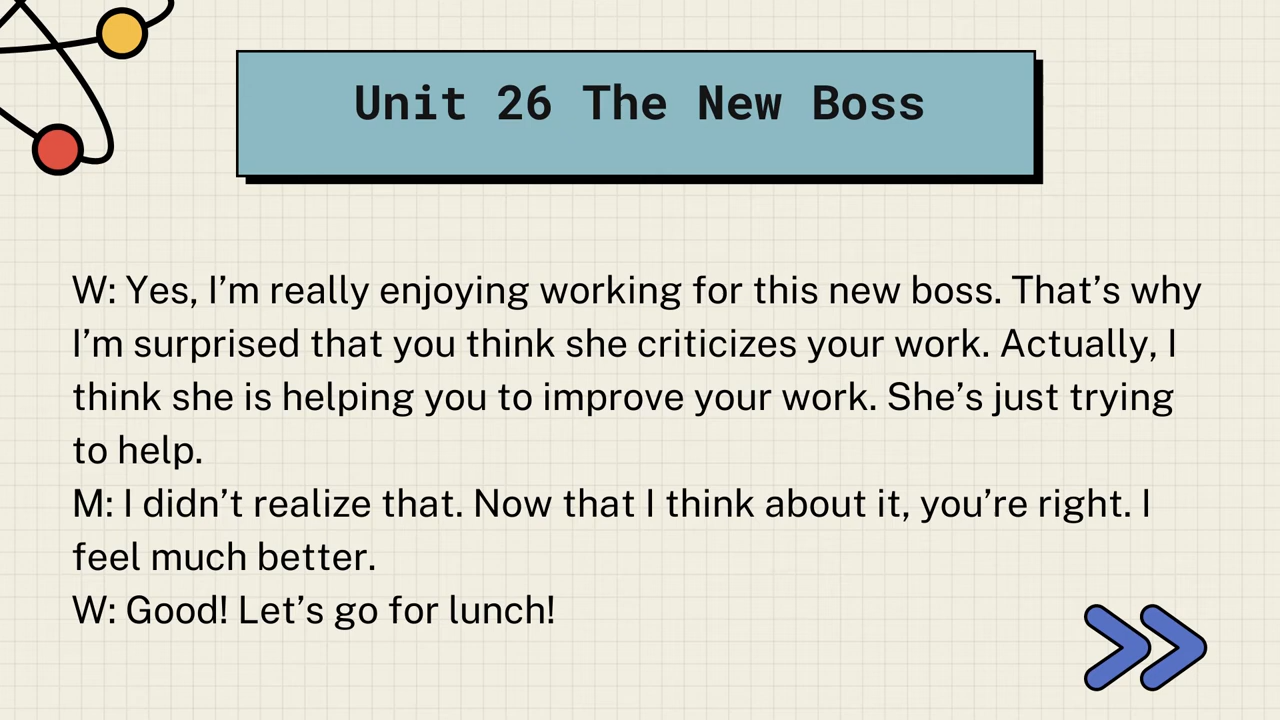 Unit 26 The New Boss
W: Yes, I’m really enjoying working for this new boss. That’s why
I’m surprised that you think she criticizes your work. Actually, I
think she is helping you to improve your work. She’s just trying
to help.
M: I didn’t realize that. Now that I think about it, you’re right. I
feel much better.
W: Good! Let’s go for lunch!